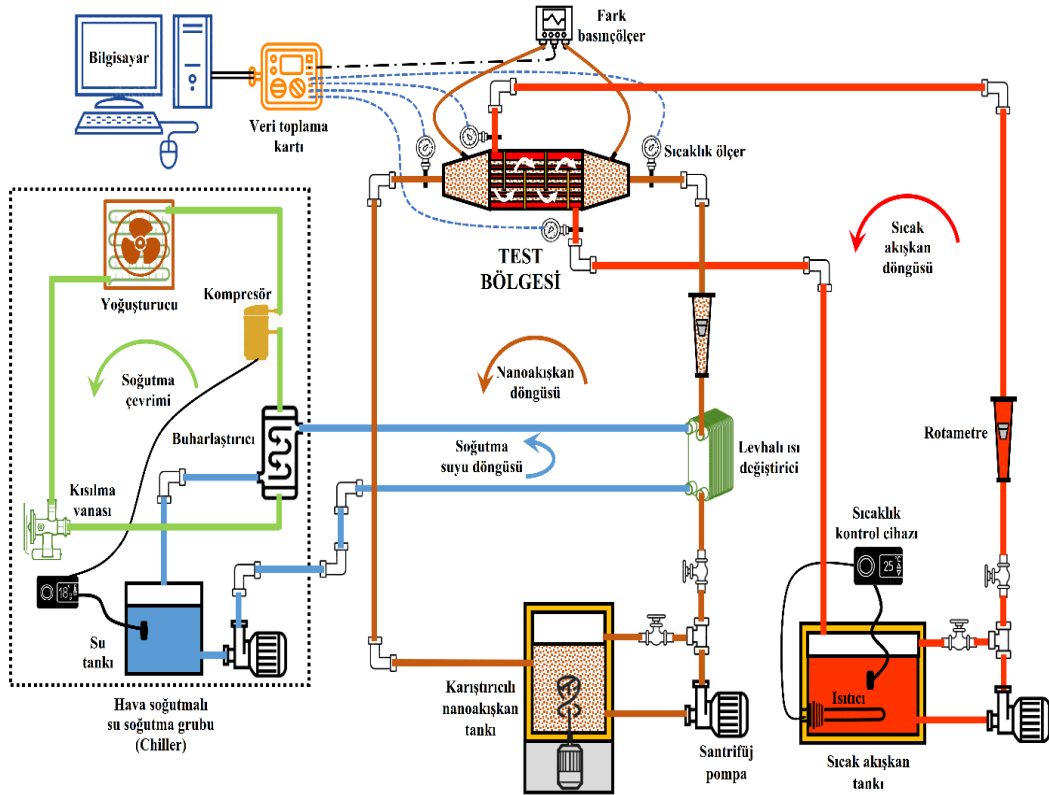 Bilgisayar
Veri toplama
kartı
Fark
basınçölçer
Sıcaklık ölçer
TEST
BÖLGESİ
Sıcak
akışkan
döngüsü
Yoğuşturucu
Kompresör
Soğutma
çevrimi
Nanoakışkan
döngüsü
Buharlaştırıcı
Soğutma
suyu döngüsü
Levhalı ısı
değiştirici
Rotametre
Kısılma
vanası
Sıcaklık
kontrol cihazı
25
18
Su
tankı
Isıtıcı
Karıştırıcılı
nanoakışkan
tankı
Hava soğutmalı
su soğutma grubu
(Chiller)
Santrifüj
pompa
Sıcak akışkan
tankı